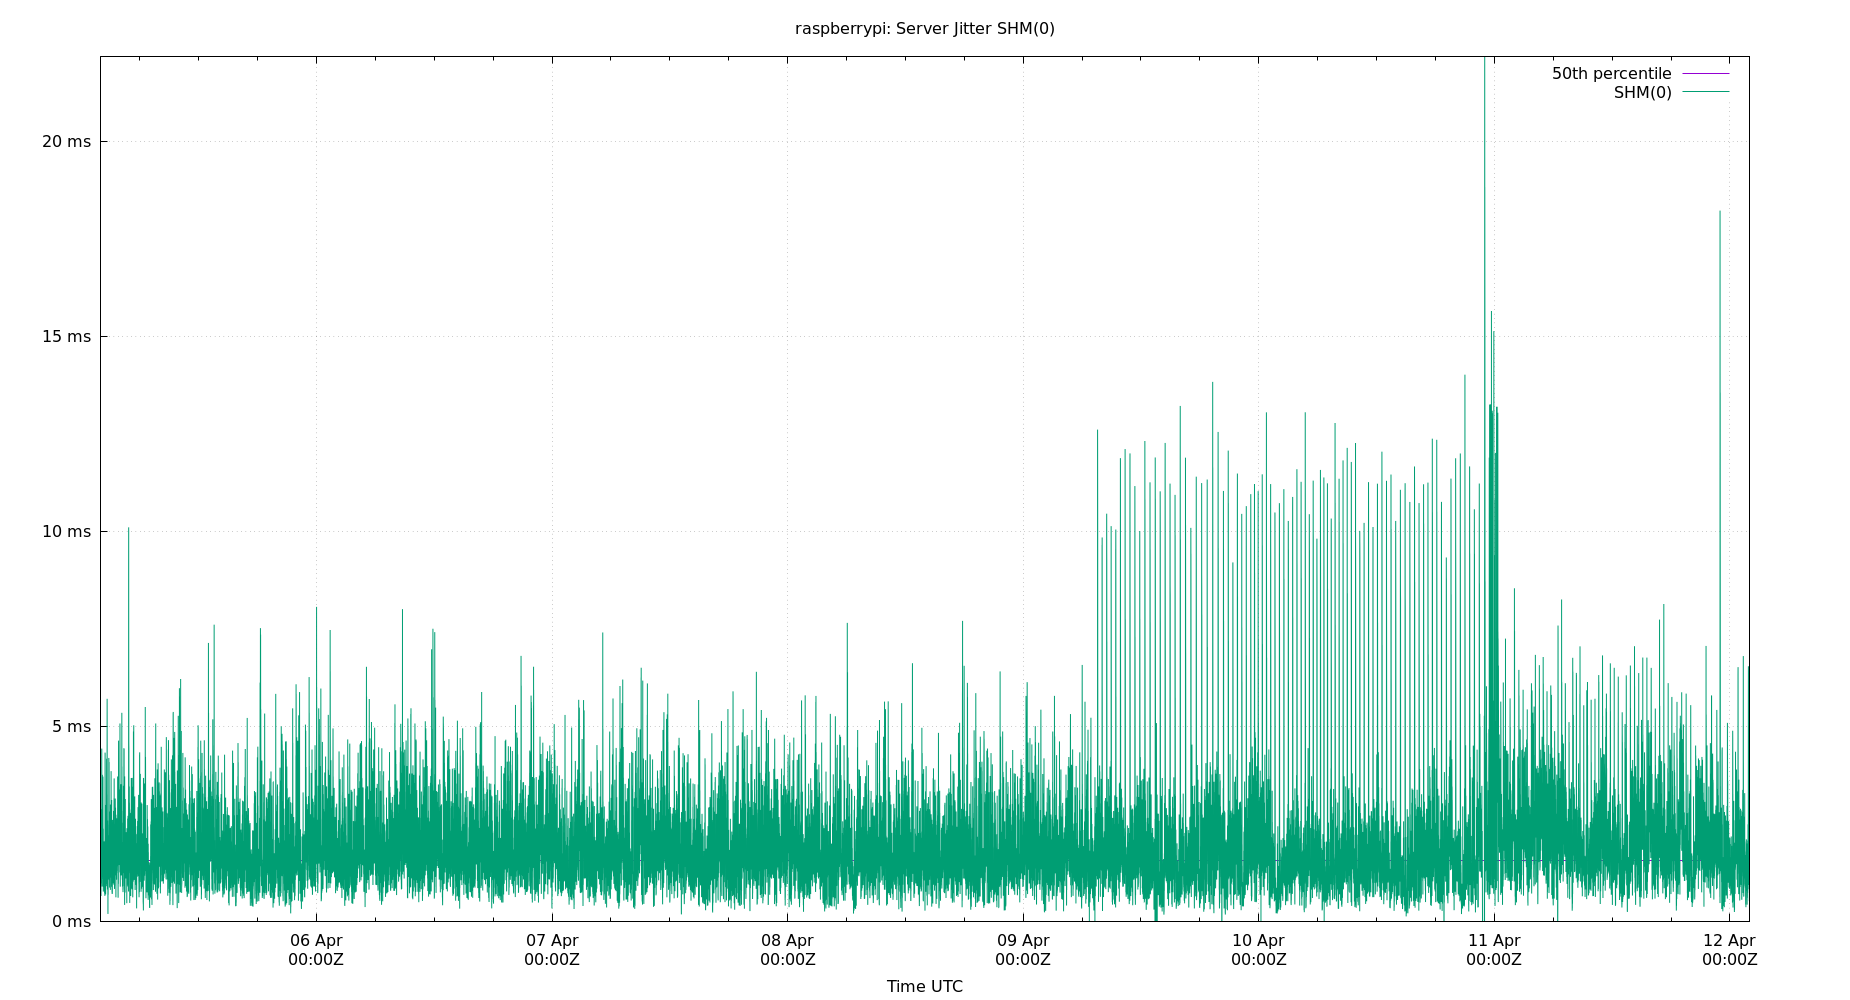 raspberrypi: Server Jitter SHM(0)
50th percentile
SHM(0)
20 ms
15 ms
10 ms
5 ms
0 ms
06 Apr 07 Apr 08 Apr 09 Apr 10 Apr 11 Apr 12 Apr
00:00Z 00:00Z 00:00Z 00:00Z 00:00Z 00:00Z 00:00Z
Time UTC